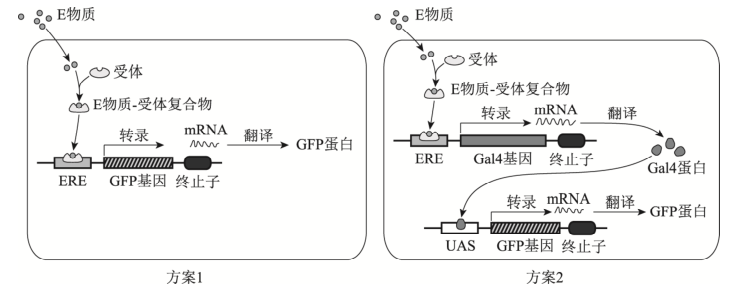 E物质
受体
E物质-受体复合物
转录
mRNA
翻译
GFP蛋白
ERE
GFP基因
终止子
方案1
E物质
受体
E物质-受体复合物
转录
mRNA
翻译
ERE
Gal4基因
终止子
Gal4蛋白
转录
mRNA
翻译
GFP蛋白
UAS
GFP基因
终止子
方案2